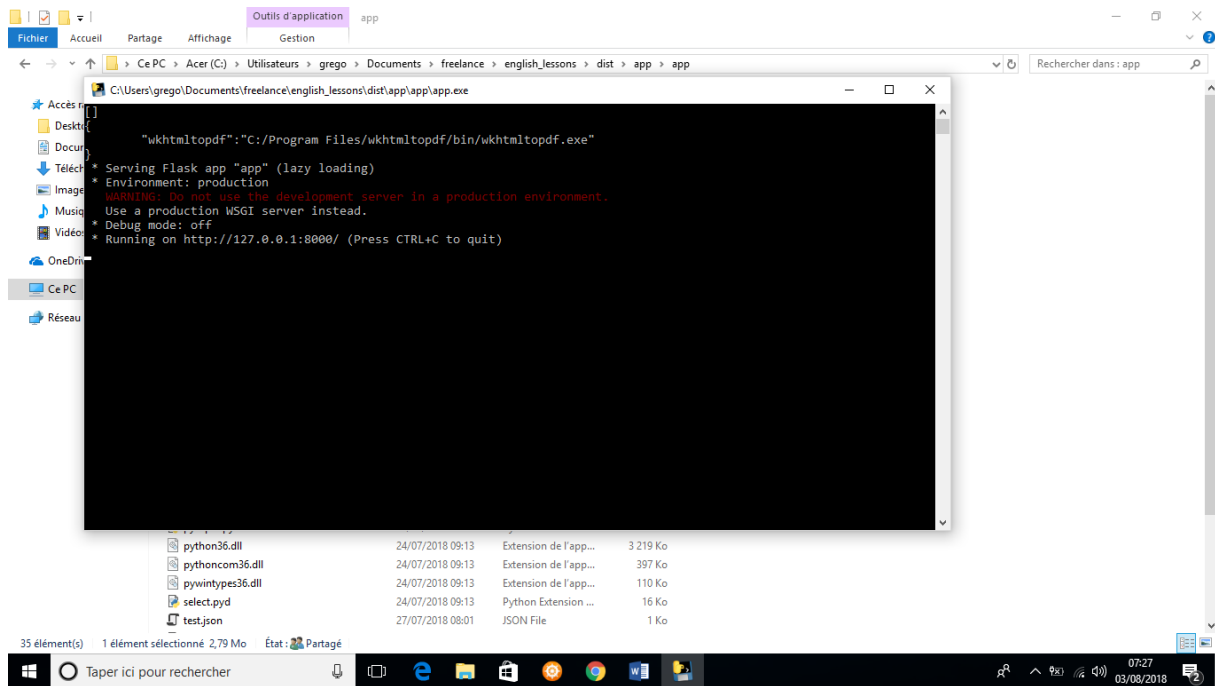 Outils d'application app
Fichier Accueil Partage Affichage Gestion
Ce PC > Acer (C:) > Utilisateurs > grego > Documents > freelance > english_lessons > dist > app > app
Rechercher dans : app
C:\Users\grego\Documents\freelance\english_lessons\dist\app\app\app.exe
Accès
Docum
Téléch
Image
Musiq
Vidéo
OneDri
Ce PC
Réseau
[]
{
"wkhtmltopdf":"C:/Program Files/wkhtmltopdf/bin/wkhtmltopdf.exe"
}
* Serving Flask app "app" (lazy loading)
* Environment: production
WARNING: Do not use the development server in a production environment.
Use a production WSGI server instead.
* Debug mode: off
* Running on http://127.0.0.1:8000/ (Press CTRL+C to quit)
python36.dll 24/07/2018 09:13 Extension de l'app... 3 219 Ko
pythoncom36.dll 24/07/2018 09:13 Extension de l'app... 397 Ko
pywintypes36.dll 24/07/2018 09:13 Extension de l'app... 110 Ko
select.pyd 24/07/2018 09:13 Python Extension ... 16 Ko
test.json 27/07/2018 08:01 JSON File 1 Ko
35 élément(s) 1 élément sélectionné 2,79 Mo État : Partagé
Taper ici pour rechercher
07:27
03/08/2018
2